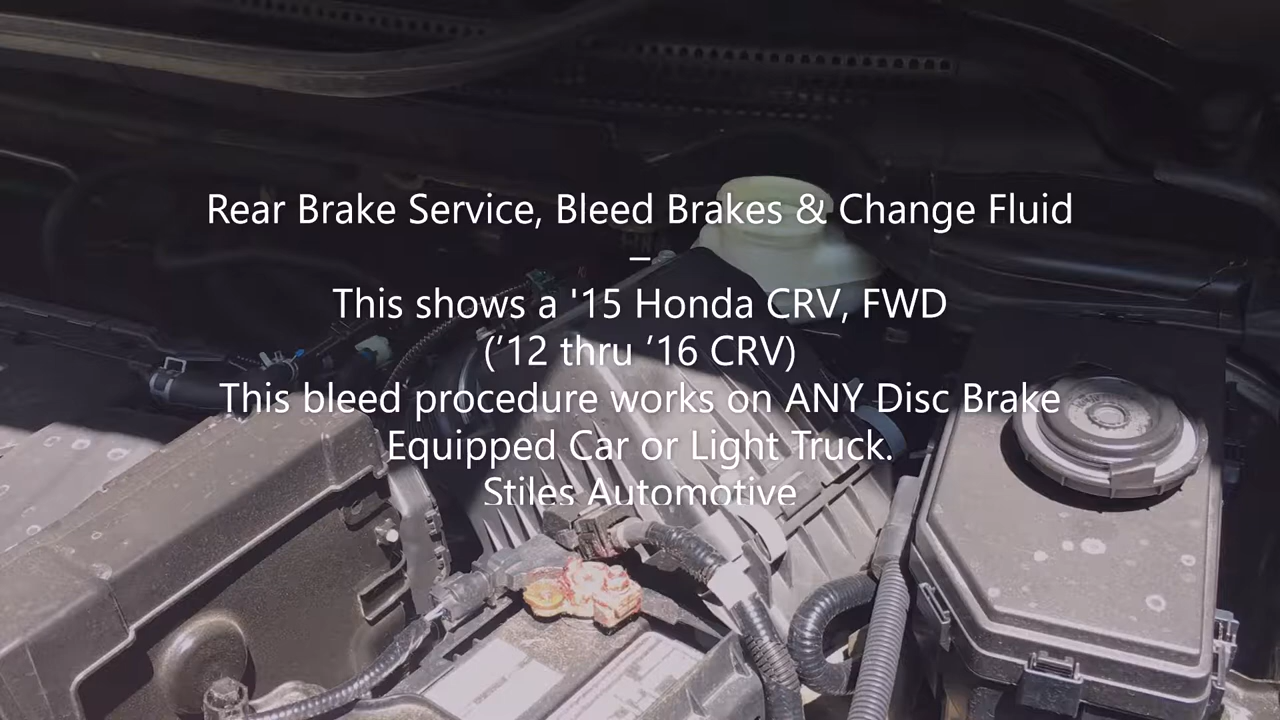 Rear Brake Service, Bleed Brakes & Change Fluid
–
This shows a '15 Honda CRV, FWD
(’12 thru ’16 CRV)
This bleed procedure works on ANY Disc Brake
Equipped Car or Light Truck.
Stiles Automotive